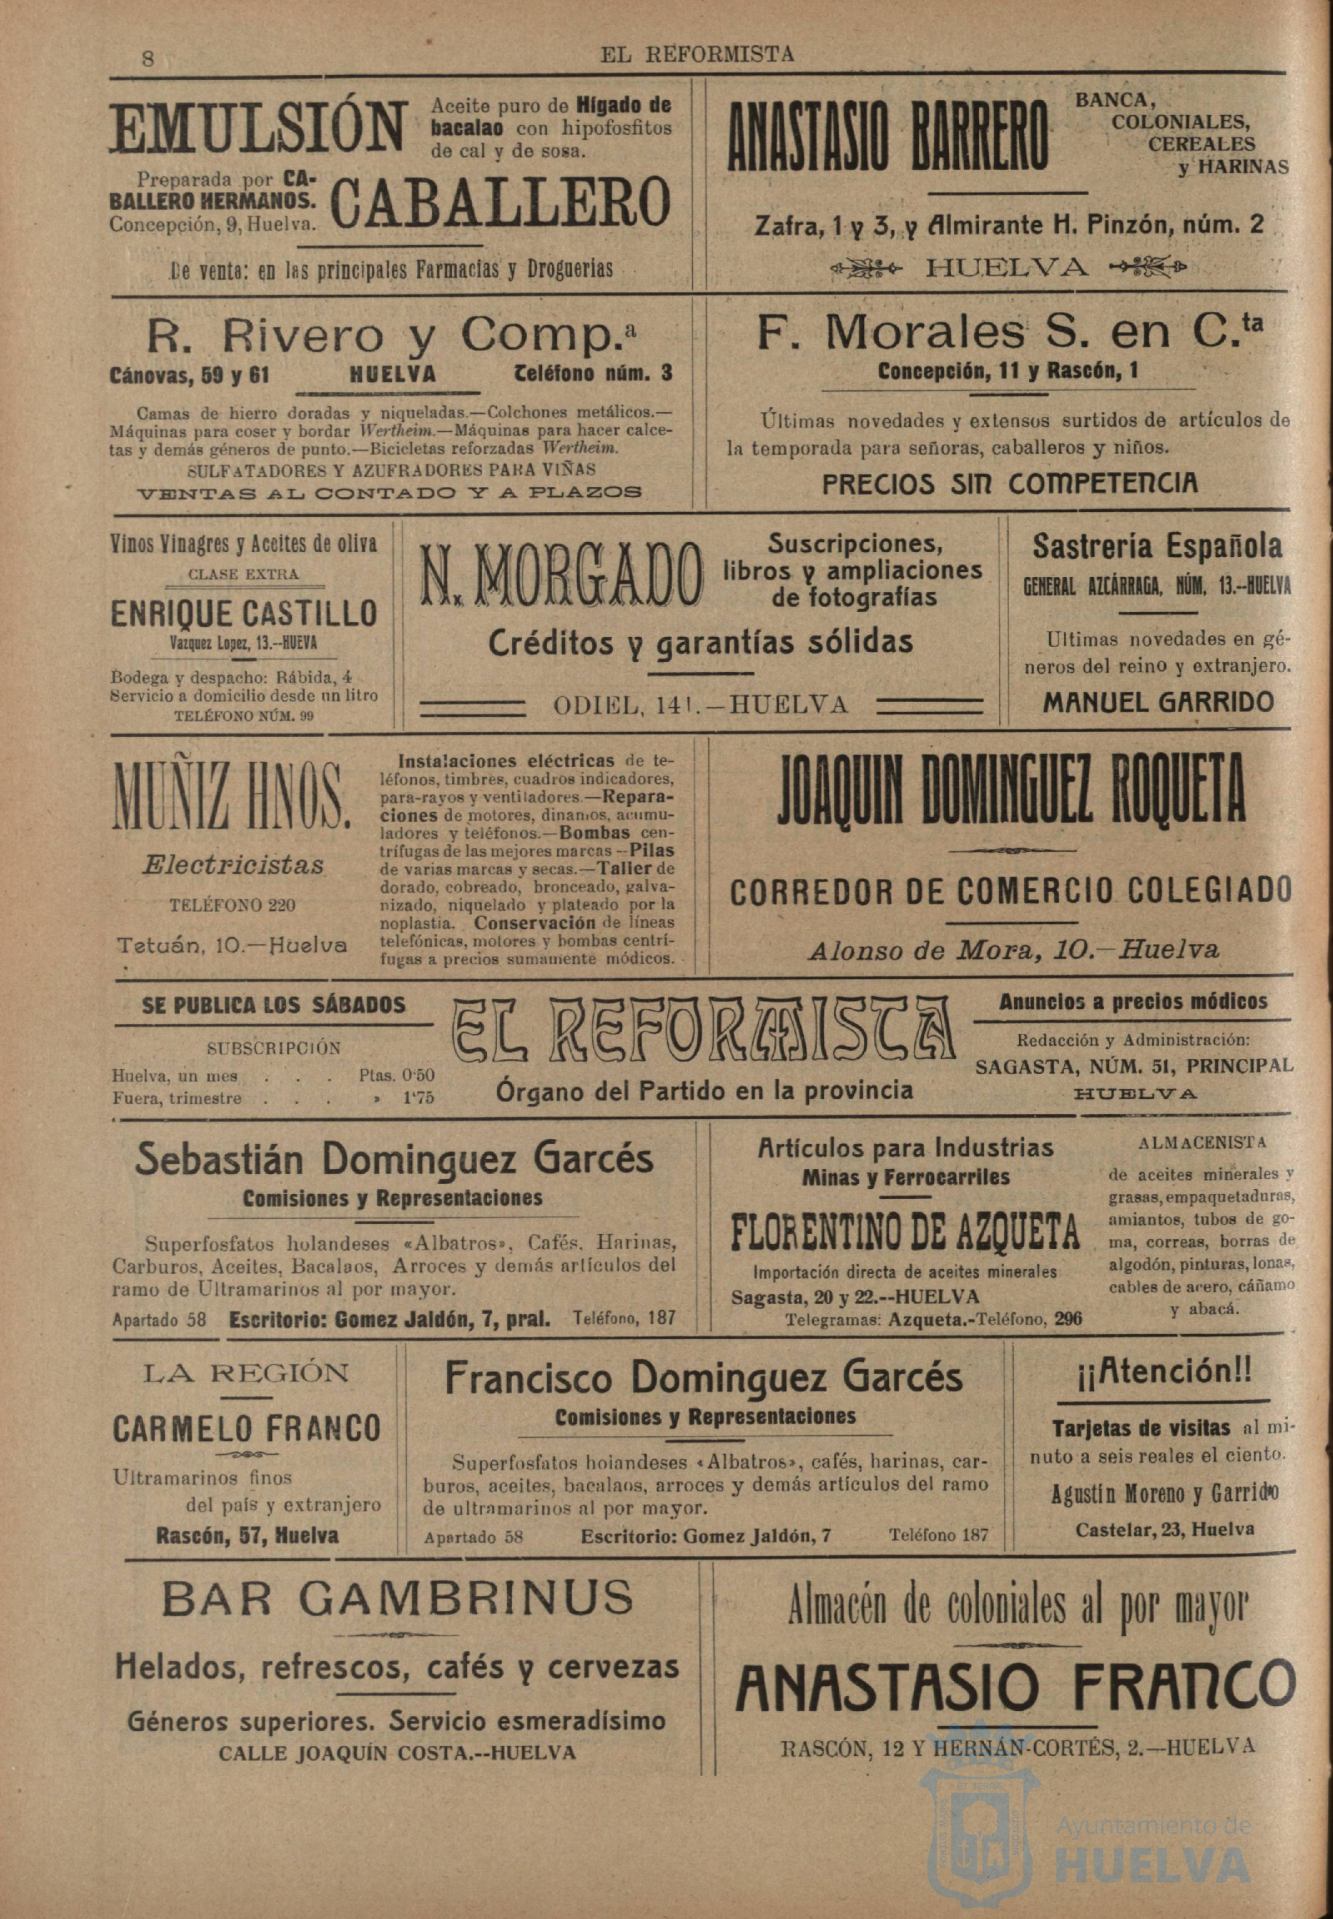 8
EL REFORMISTA
EMULSIÓN
Aceite puro de Hígado de
bacalao con hipofosfitos
de cal y de sosa.
Preparada por CA-
BALLERO HERMANOS.
Concepción, 9, Huelva.
CABALLERO
De venta: en las principales Farmacias y Droguerias
ANASTASIO BARRERO
BANCA,
COLONIALES,
CEREALES
y HARINAS
Zafra, 1 y 3, y Almirante H. Pinzón, núm. 2
HUELVA
R. Rivero y Comp.ª
Cánovas, 59 y 61 HUELVA Teléfono núm. 3
Camas de hierro doradas y niqueladas.—Colchones metálicos.—
Máquinas para coser y bordar Wertheim.—Máquinas para hacer calce-
tas y demás géneros de punto.—Bicicletas reforzadas Wertheim.
SULFATADORES Y AZUFRADORES PARA VIÑAS
VENTAS AL CONTADO Y A PLAZOS
F. Morales S. en C.ta
Concepción, 11 y Rascón, 1
Últimas novedades y extensos surtidos de artículos de
la temporada para señoras, caballeros y niños.
PRECIOS SIN COMPETENCIA
Vinos Vinagres y Aceites de oliva
CLASE EXTRA
ENRIQUE CASTILLO
Vazquez Lopez, 13.--HUEVA
Bodega y despacho: Rábida, 4
Servicio a domicilio desde un litro
TELÉFONO NÚM. 99
N. MORGADO
Suscripciones,
libros y ampliaciones
de fotografías
Créditos y garantías sólidas
ODIEL, 141.—HUELVA
Sastrería Española
GENERAL AZCÁRRAGA, NÚM, 13.--HUELVA
Ultimas novedades en gé-
neros del reino y extranjero.
MANUEL GARRIDO
MUÑIZ HNOS.
Electricistas
TELÉFONO 220
Tetuán, 10.—Huelva
Instalaciones eléctricas de te-
léfonos, timbres, cuadros indicadores,
para-rayos y ventiladores.—Repara-
ciones de motores, dinamos, acumu-
ladores y teléfonos.—Bombas cen-
trífugas de las mejores marcas—Pilas
de varias marcas y secas.—Taller de
dorado, cobreado, bronceado, galva-
nizado, niquelado y plateado por la
noplastia. Conservación de líneas
telefónicas, motores y bombas centrí-
fugas a precios sumamente módicos.
JOAQUIN DOMINGUEZ ROQUETA
CORREDOR DE COMERCIO COLEGIADO
Alonso de Mora, 10.—Huelva
SE PUBLICA LOS SÁBADOS
SUBSCRIPCIÓN
Huelva, un mes . . . Ptas. 0'50
Fuera, trimestre . . . » 1'75
EL REFORMISTA
Órgano del Partido en la provincia
Anuncios a precios módicos
Redacción y Administración:
SAGASTA, NÚM. 51, PRINCIPAL
HUELVA
Sebastián Dominguez Garcés
Comisiones y Representaciones
Superfosfatos holandeses «Albatros», Cafés, Harinas,
Carburos, Aceites, Bacalaos, Arroces y demás artículos del
ramo de Ultramarinos al por mayor.
Apartado 58 Escritorio: Gomez Jaldón, 7, pral. Teléfono, 187
Artículos para Industrias
Minas y Ferrocarriles
FLORENTINO DE AZQUETA
Importación directa de aceites minerales
Sagasta, 20 y 22.--HUELVA
Telegramas: Azqueta.-Teléfono, 296
ALMACENISTA
de aceites minerales y
grasas, empaquetaduras,
amiantos, tubos de go-
ma, correas, borras de
algodón, pinturas, lonas,
cables de acero, cáñamo
y abacá.
LA REGIÓN
CARMELO FRANCO
Ultramarinos finos
del país y extranjero
Rascón, 57, Huelva
Francisco Dominguez Garcés
Comisiones y Representaciones
Superfosfatos holandeses «Albatros», cafés, harinas, car-
buros, aceites, bacalaos, arroces y demás artículos del ramo
de ultramarinos al por mayor.
Apartado 58 Escritorio: Gomez Jaldón, 7 Teléfono 187
¡¡Atención!!
Tarjetas de visitas al mi-
nuto a seis reales el ciento.
Agustín Moreno y Garrido
Castelar, 23, Huelva
BAR GAMBRINUS
Helados, refrescos, cafés y cervezas
Géneros superiores. Servicio esmeradísimo
CALLE JOAQUÍN COSTA.--HUELVA
Almacén de coloniales al por mayor
ANASTASIO FRANCO
RASCÓN, 12 Y HERNÁN-CORTÉS, 2.—HUELVA
Ayuntamiento de
HUELVA